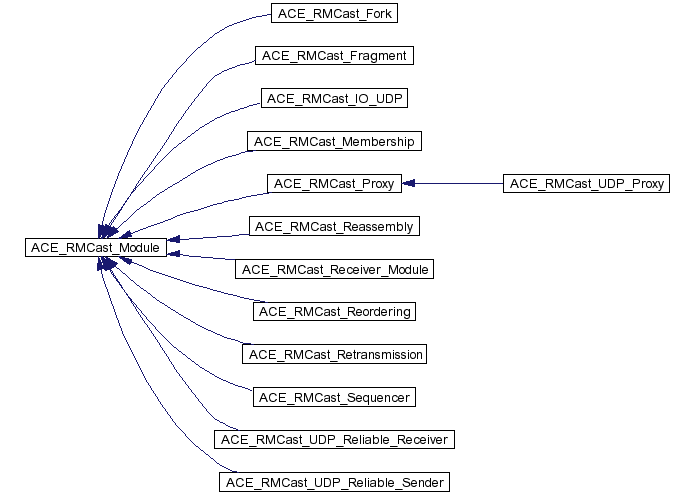 ACE_RMCast_Fork
ACE_RMCast_Fragment
ACE_RMCast_IO_UDP
ACE_RMCast_Membership
ACE_RMCast_Proxy
ACE_RMCast_UDP_Proxy
ACE_RMCast_Reassembly
ACE_RMCast_Module
ACE_RMCast_Receiver_Module
ACE_RMCast_Reordering
ACE_RMCast_Retransmission
ACE_RMCast_Sequencer
ACE_RMCast_UDP_Reliable_Receiver
ACE_RMCast_UDP_Reliable_Sender